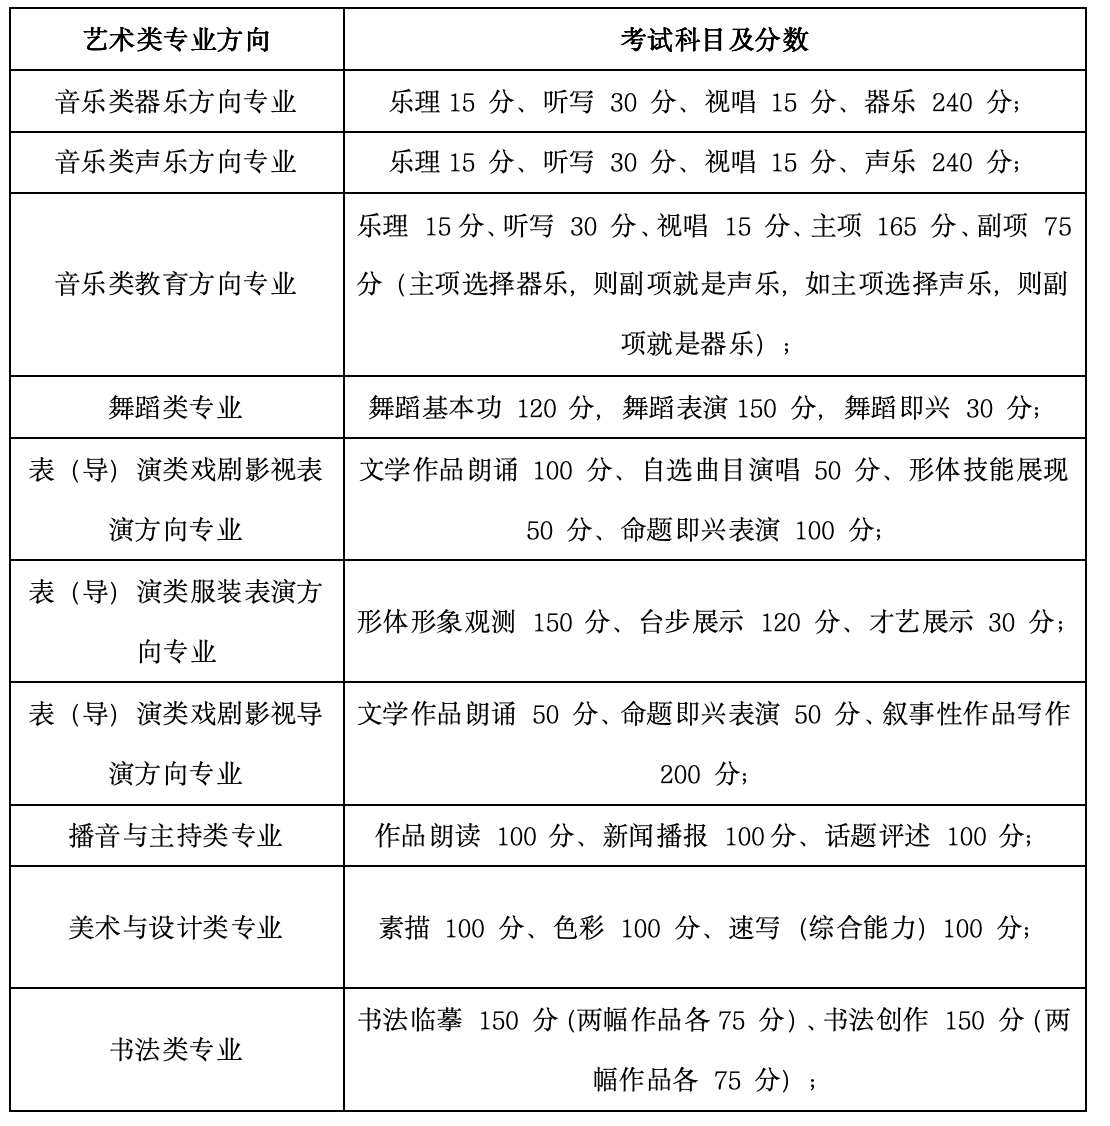 艺术类专业方向
考试科目及分数
音乐类器乐方向专业
乐理 15 分、听写 30 分、视唱 15 分、器乐 240 分；
音乐类声乐方向专业
乐理 15 分、听写 30 分、视唱 15 分、声乐 240 分；
音乐类教育方向专业
乐理 15 分、听写 30 分、视唱 15 分、主项 165 分、副项 75
分（主项选择器乐，则副项就是声乐，如主项选择声乐，则副
项就是器乐）；
舞蹈类专业
舞蹈基本功 120 分，舞蹈表演 150 分，舞蹈即兴 30 分；
表（导）演类戏剧影视表
演方向专业
文学作品朗诵 100 分、自选曲目演唱 50 分、形体技能展现
50 分、命题即兴表演 100 分；
表（导）演类服装表演方
向专业
形体形象观测 150 分、台步展示 120 分、才艺展示 30 分；
表（导）演类戏剧影视导
演方向专业
文学作品朗诵 50 分、命题即兴表演 50 分、叙事性作品写作
200 分；
播音与主持类专业
作品朗读 100 分、新闻播报 100 分、话题评述 100 分；
美术与设计类专业
素描 100 分、色彩 100 分、速写（综合能力）100 分；
书法类专业
书法临摹 150 分（两幅作品各 75 分）、书法创作 150 分（两
幅作品各 75 分）；